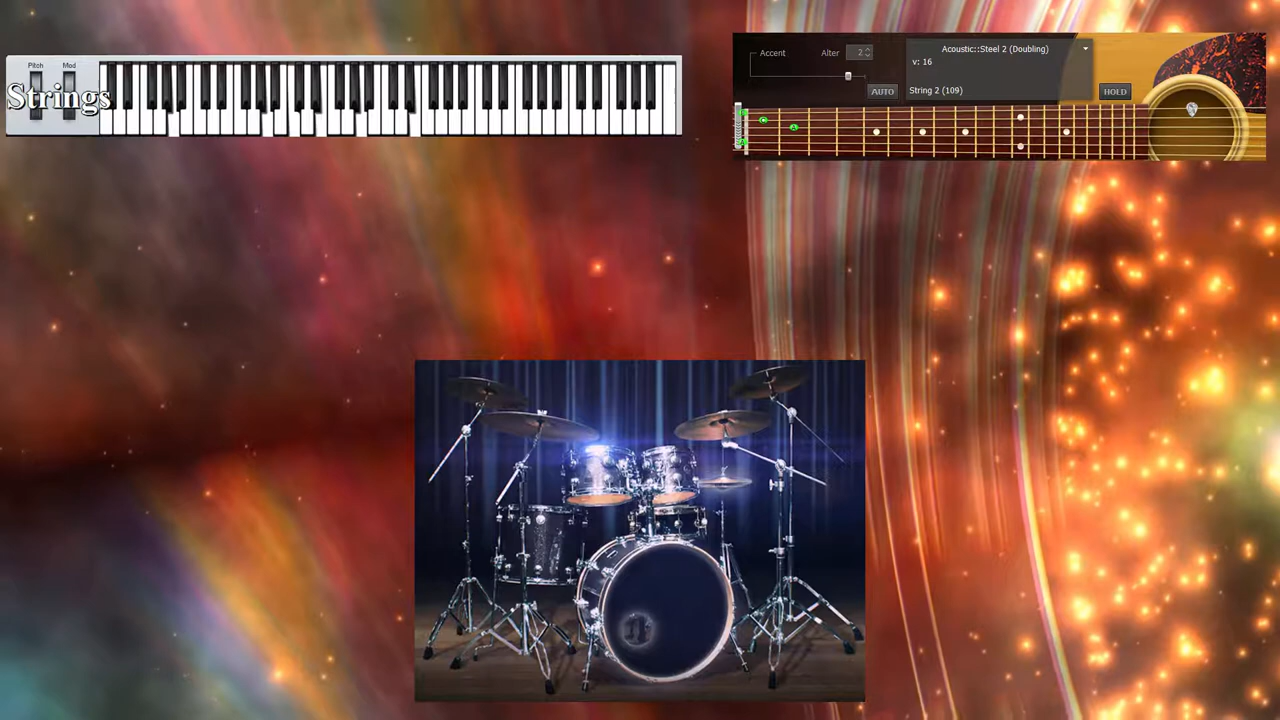 Pitch Mod
Strings
Accent
Alter
2
Acoustic::Steel 2 (Doubling)
v: 16
AUTO
String 2 (109)
HOLD